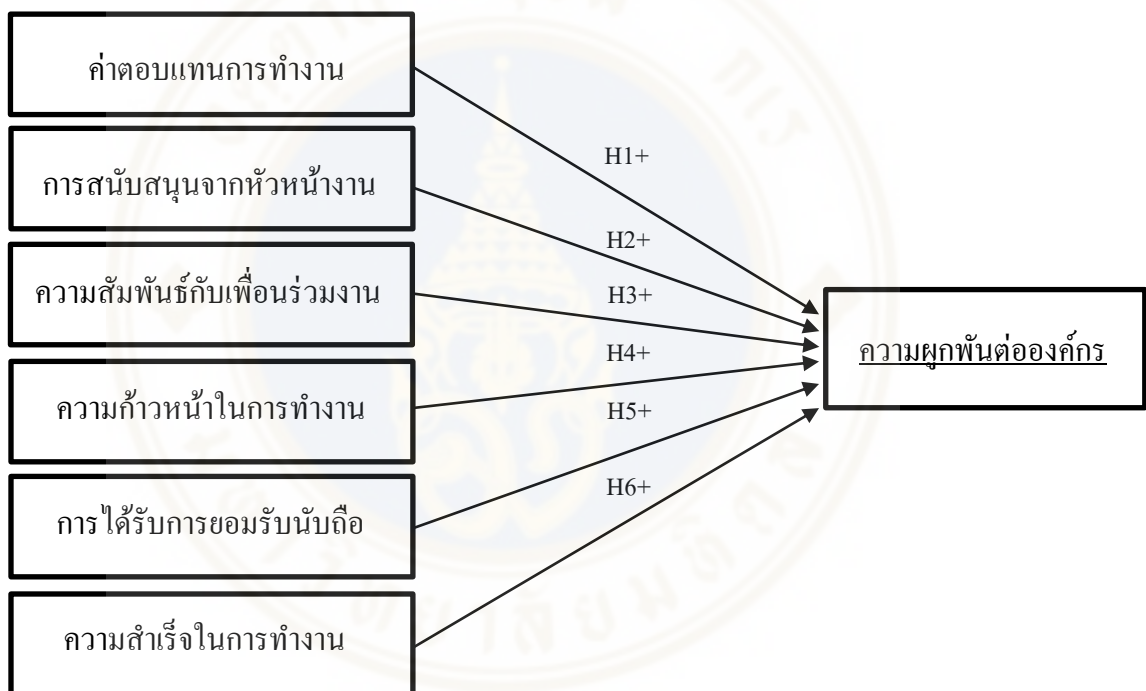 ค่าตอบแทนการทำงาน
H1+
การสนับสนุนจากหัวหน้างาน
H2+
ความสัมพันธ์กับเพื่อนร่วมงาน
H3+
ความผูกพันต่อองค์กร
H4+
ความก้าวหน้าในการทำงาน
H5+
การได้รับการยอมรับนับถือ
H6+
ความสำเร็จในการทำงาน